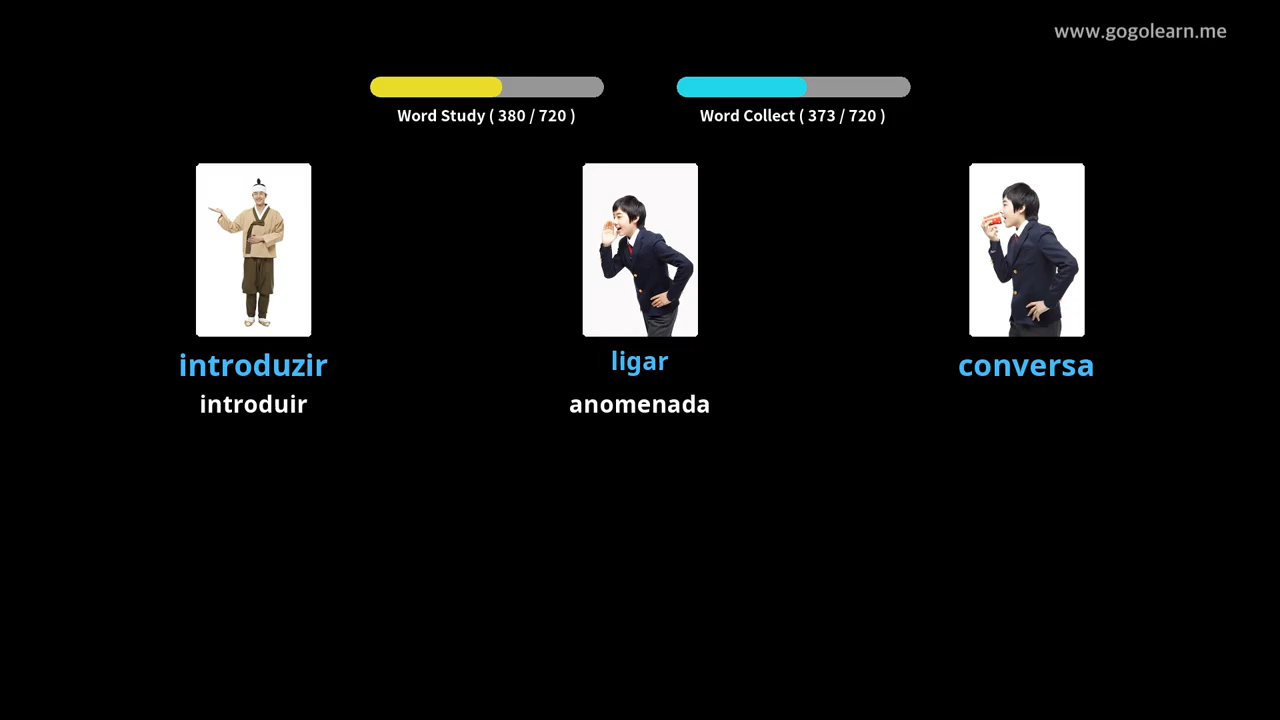 www.gogolearn.me
Word Study ( 380 / 720 )
Word Collect ( 373 / 720 )
introduzir
ligar
conversa
introduir
anomenada